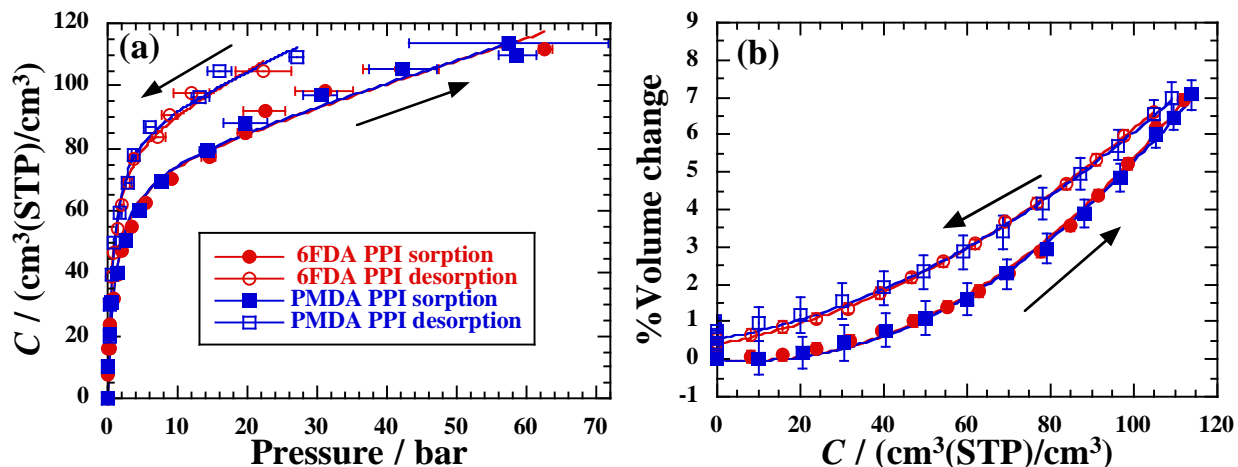 (a)
C / (cm³(STP)/cm³)
120
100
80
60
40
20
0
0 10 20 30 40 50 60 70
Pressure / bar
6FDA PPI sorption
6FDA PPI desorption
PMDA PPI sorption
PMDA PPI desorption
(b)
% Volume change
9
8
7
6
5
4
3
2
1
0
-1
0 20 40 60 80 100 120
C / (cm³(STP)/cm³)